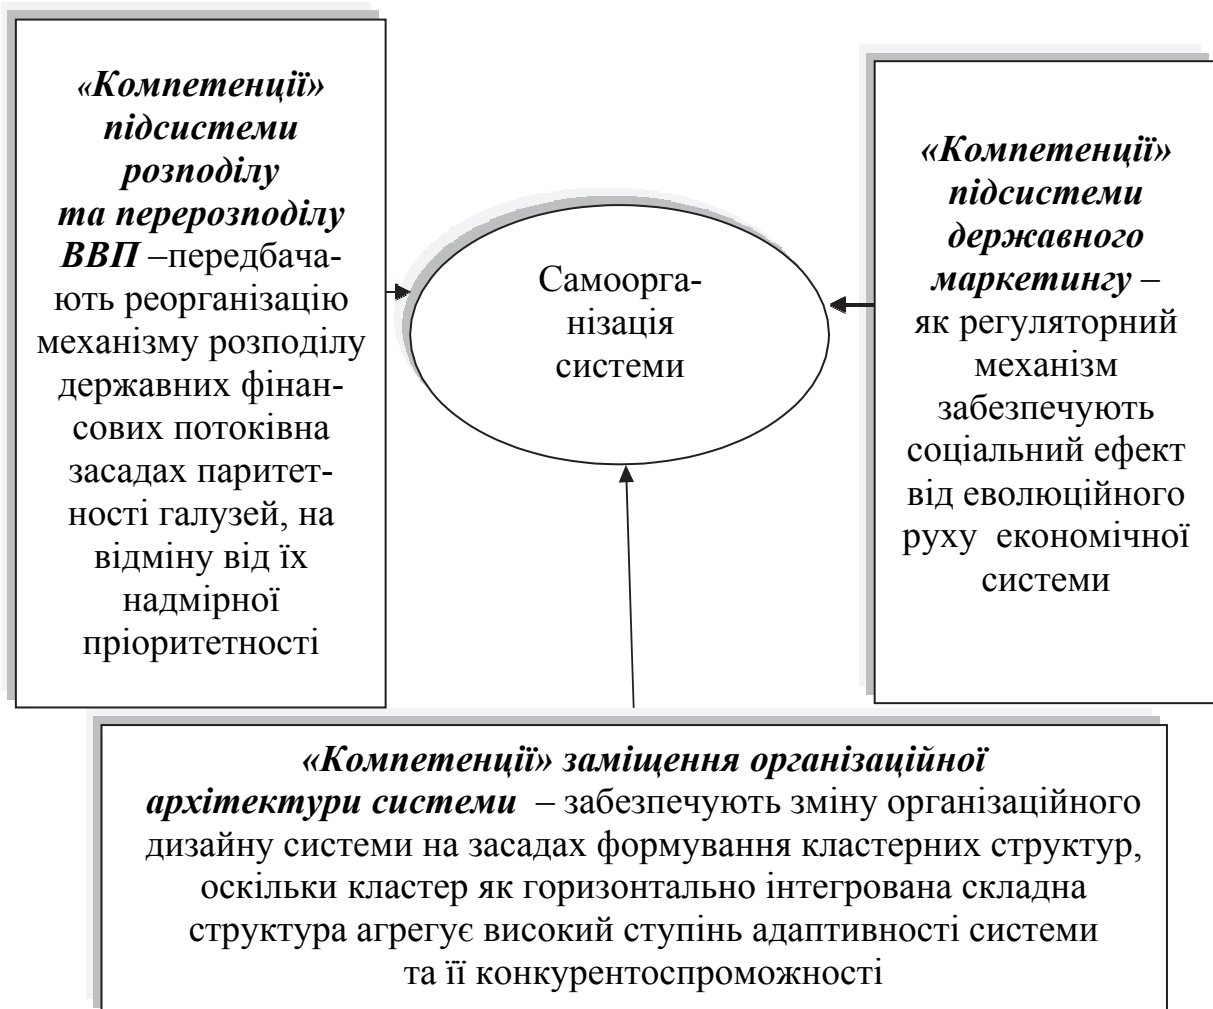 «Компетенції»
підсистеми
розподілу
та перерозподілу
ВВП –передбача-
ють реорганізацію
механізму розподілу
державних фінан-
сових потоківна
засадах паритет-
ності галузей, на
відміну від їх
надмірної
пріоритетності
Самоорга-
нізація
системи
«Компетенції»
підсистеми
державного
маркетингу –
як регуляторний
механізм
забезпечують
соціальний ефект
від еволюційного
руху економічної
системи
«Компетенції» заміщення організаційної
архітектури системи – забезпечують зміну організаційного
дизайну системи на засадах формування кластерних структур,
оскільки кластер як горизонтально інтегрована складна
структура агрегує високий ступінь адаптивності системи
та її конкурентоспроможності